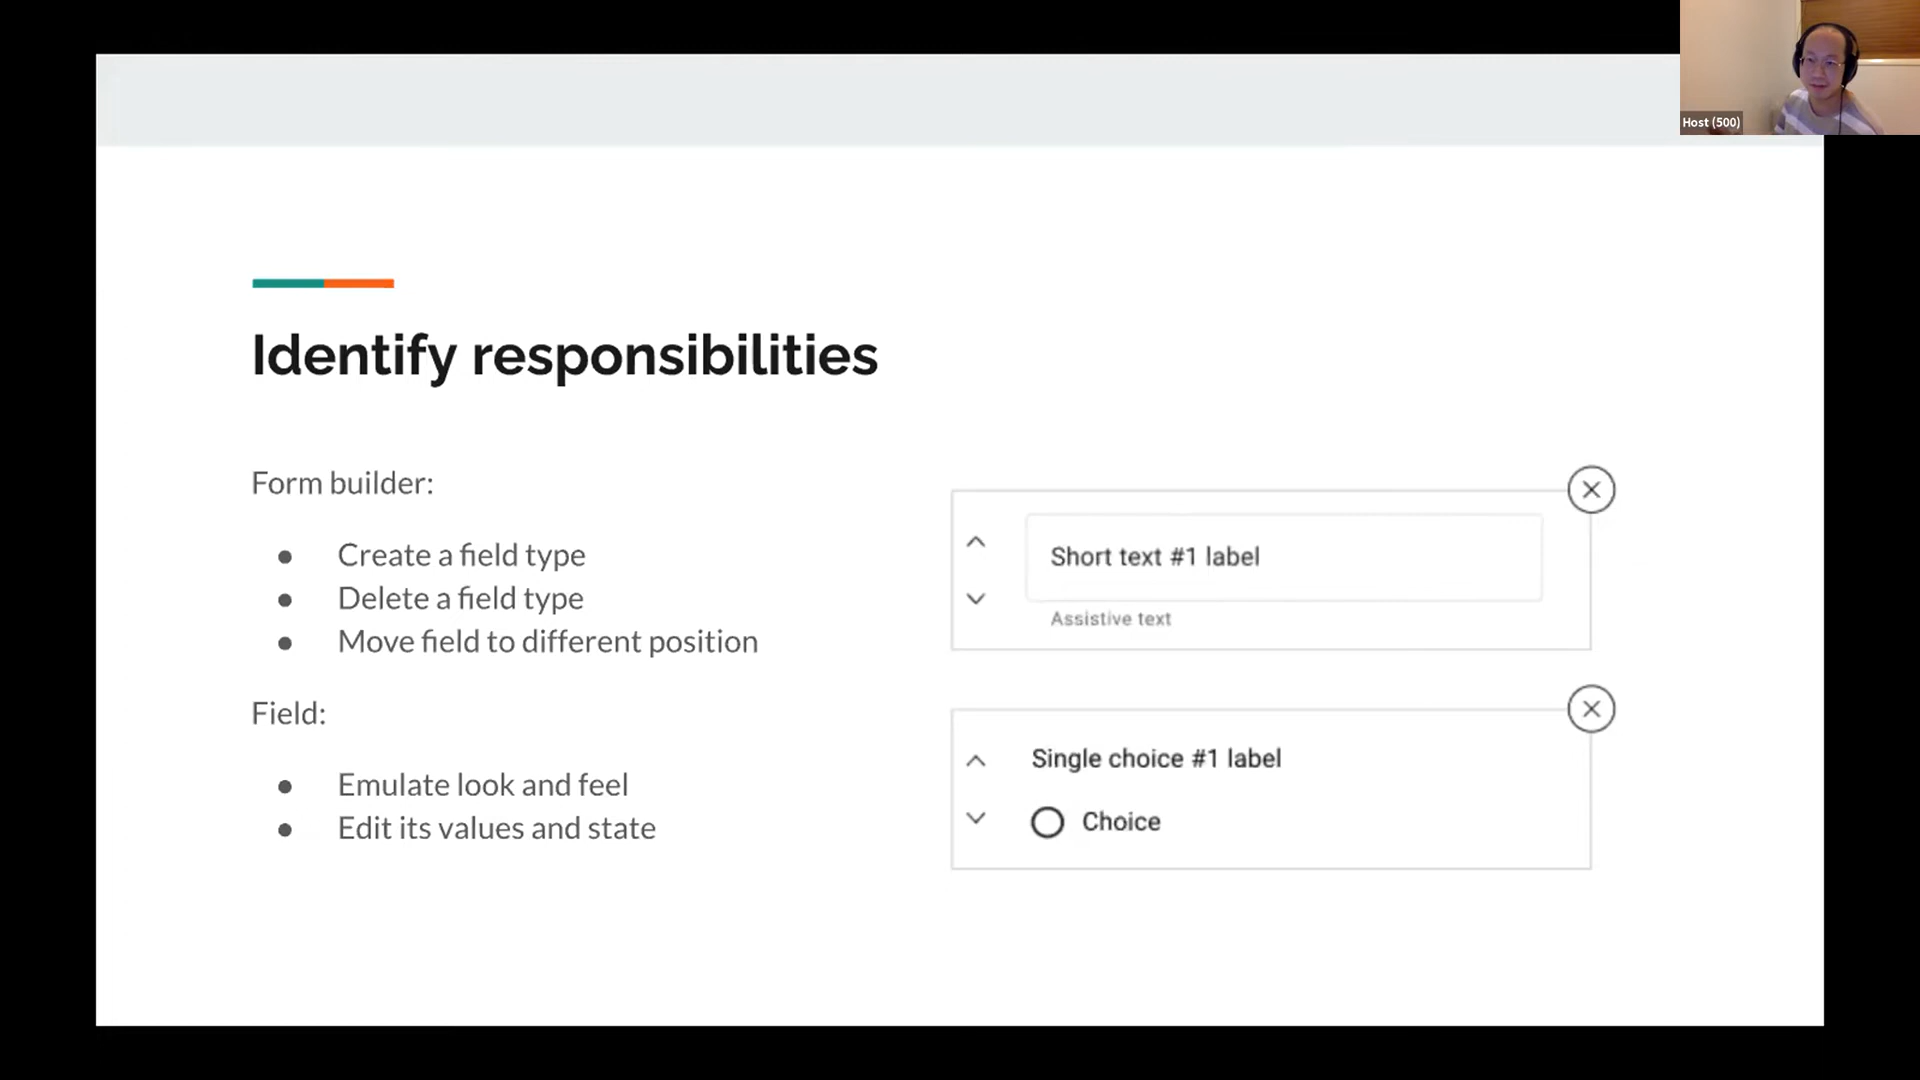 Host (500)
Identify responsibilities
Form builder:
● Create a field type
● Delete a field type
● Move field to different position
Field:
● Emulate look and feel
● Edit its values and state
Short text #1 label
Assistive text
Single choice #1 label
Choice